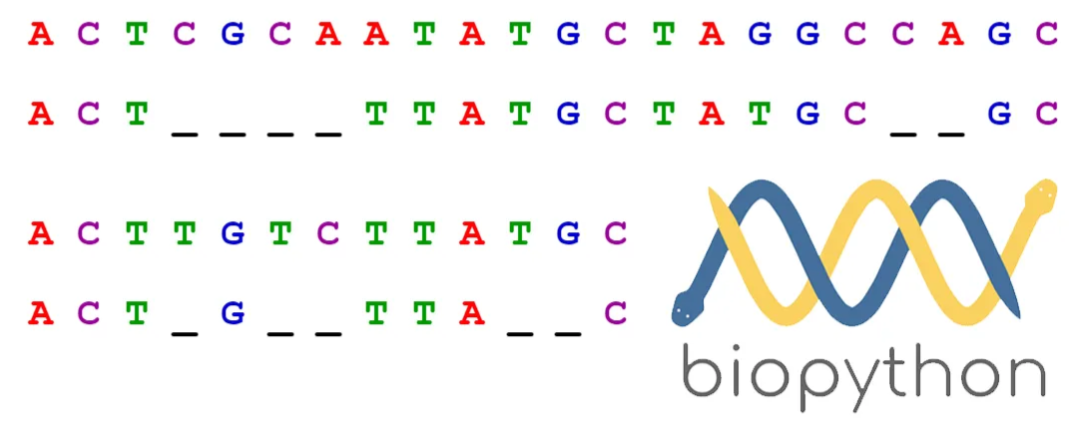 A C T C G C A A T A T G C T A G G C C A G C
A C T _ _ _ _ T T A T G C T A T G C _ _ G C
A C T T G T C T T A T G C
A C T _ G _ _ T T A _ _ C
biopython